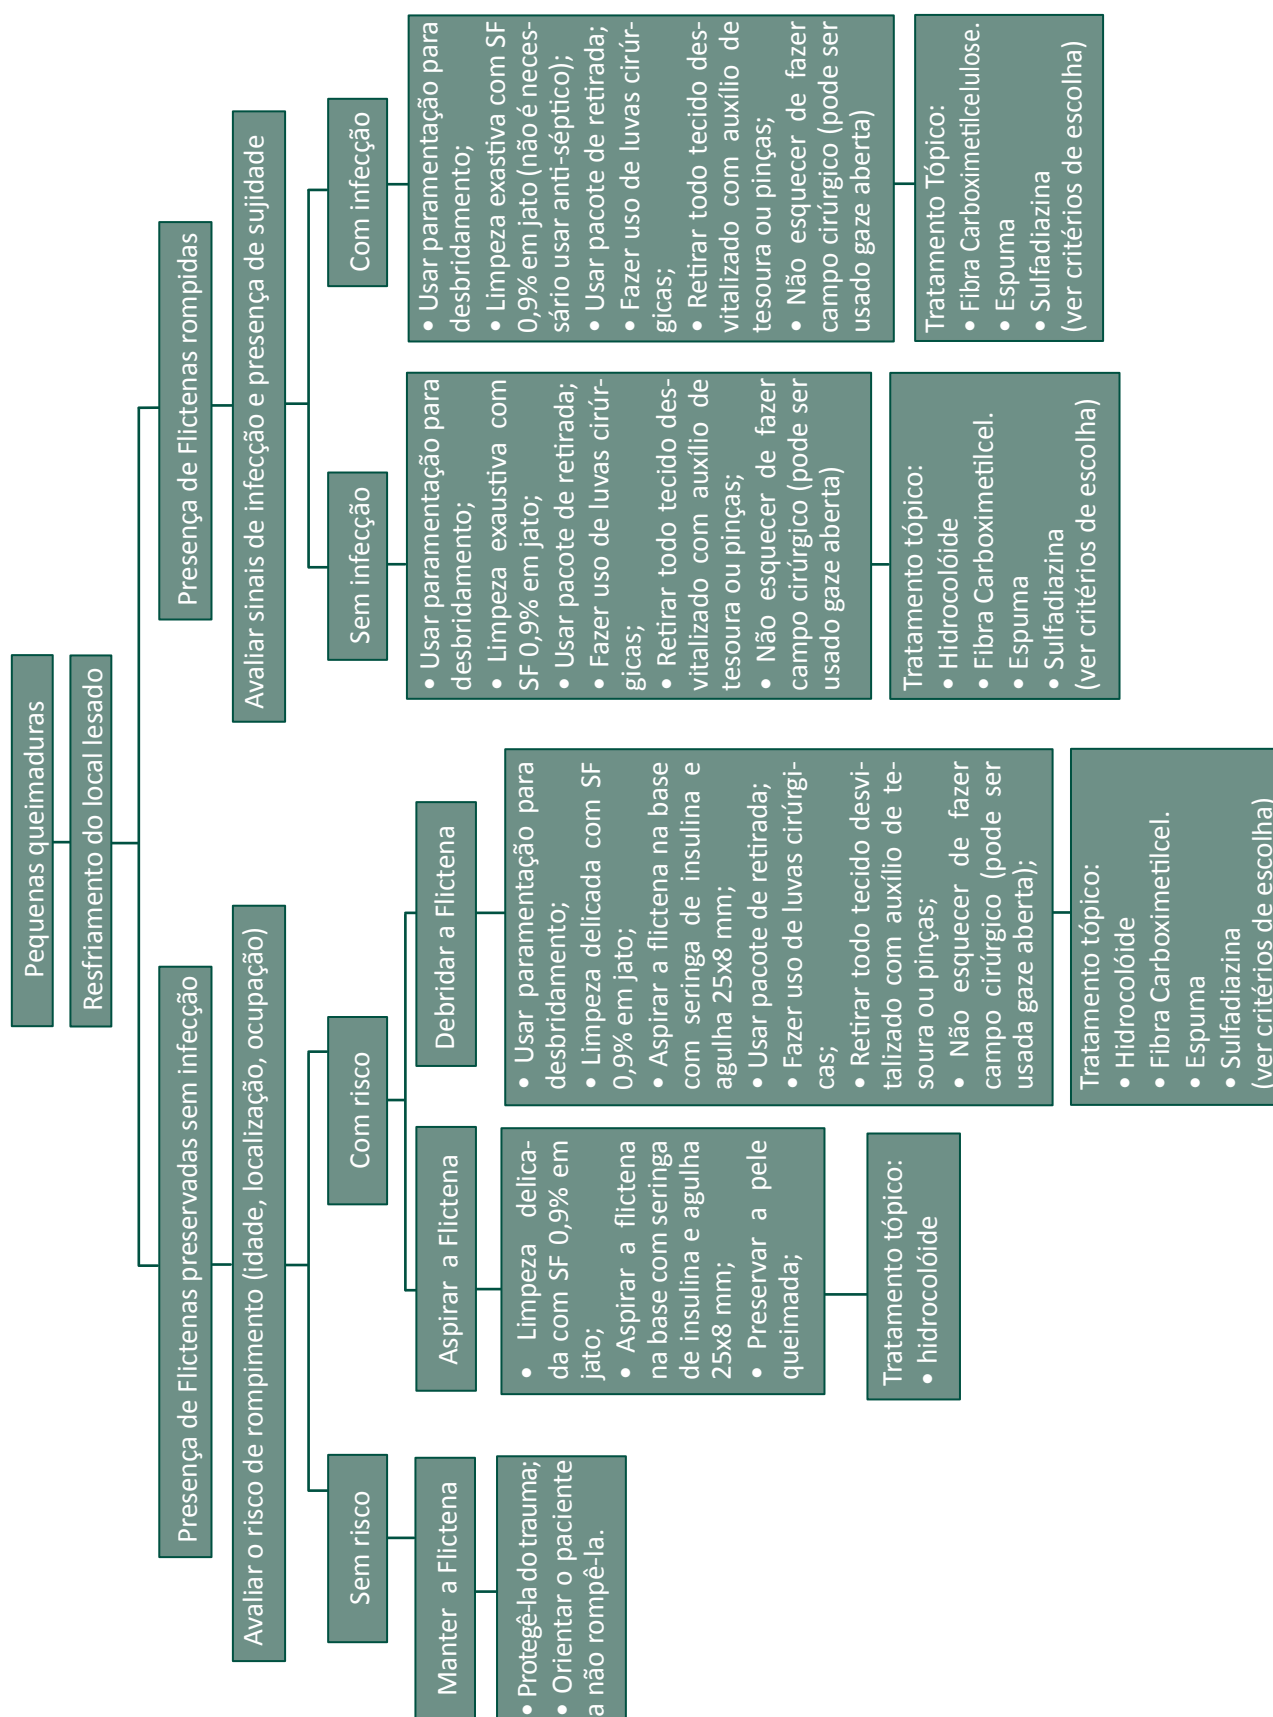 Pequenas queimaduras
Resfriamento do local lesado
Presença de Flictenas preservadas sem infecção
Avaliar o risco de rompimento (idade, localização, ocupação)
Sem risco
Manter a Flictena
• Protegê-la do trauma;
• Orientar o paciente
a não rompê-la.
Com risco
Aspirar a Flictena
• Limpeza delica-
da com SF 0,9% em
jato;
• Aspirar a flictena
na base com seringa
de insulina e agulha
25x8 mm;
• Preservar a pele
queimada;
Tratamento tópico:
• hidrocolóide
Debridar a Flictena
• Usar paramentação para
desbridamento;
• Limpeza delicada com SF
0,9% em jato;
• Aspirar a flictena na base
com seringa de insulina e
agulha 25x8 mm;
• Usar pacote de retirada;
• Fazer uso de luvas cirúrgi-
cas;
• Retirar todo tecido desvi-
talizado com auxílio de te-
soura ou pinças;
• Não esquecer de fazer
campo cirúrgico (pode ser
usada gaze aberta);
Tratamento tópico:
• Hidrocolóide
• Fibra Carboximetilcel.
• Espuma
• Sulfadiazina
(ver critérios de escolha)
Presença de Flictenas rompidas
Avaliar sinais de infecção e presença de sujidade
Sem infecção
• Usar paramentação para
desbridamento;
• Limpeza exaustiva com
SF 0,9% em jato;
• Usar pacote de retirada;
• Fazer uso de luvas cirúr-
gicas;
• Retirar todo tecido des-
vitalizado com auxílio de
tesoura ou pinças;
• Não esquecer de fazer
campo cirúrgico (pode ser
usado gaze aberta)
Tratamento tópico:
• Hidrocolóide
• Fibra Carboximetilcel.
• Espuma
• Sulfadiazina
(ver critérios de escolha)
Com infecção
• Usar paramentação para
desbridamento;
• Limpeza exastiva com SF
0,9% em jato (não é neces-
sário usar anti-séptico);
• Usar pacote de retirada;
• Fazer uso de luvas cirúr-
gicas;
• Retirar todo tecido des-
vitalizado com auxílio de
tesoura ou pinças;
• Não esquecer de fazer
campo cirúrgico (pode ser
usado gaze aberta)
Tratamento Tópico:
• Fibra Carboximetilcelulose.
• Espuma
• Sulfadiazina
(ver critérios de escolha)